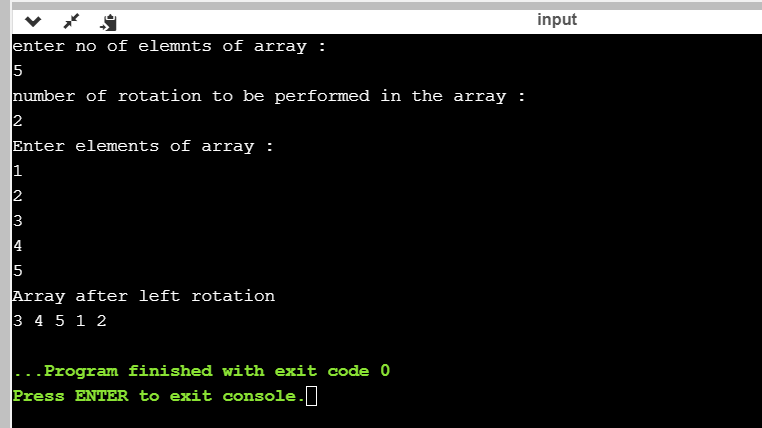 input
enter no of elemnts of array :
5
number of rotation to be performed in the array :
2
Enter elements of array :
1
2
3
4
5
Array after left rotation
3 4 5 1 2
...Program finished with exit code 0
Press ENTER to exit console.